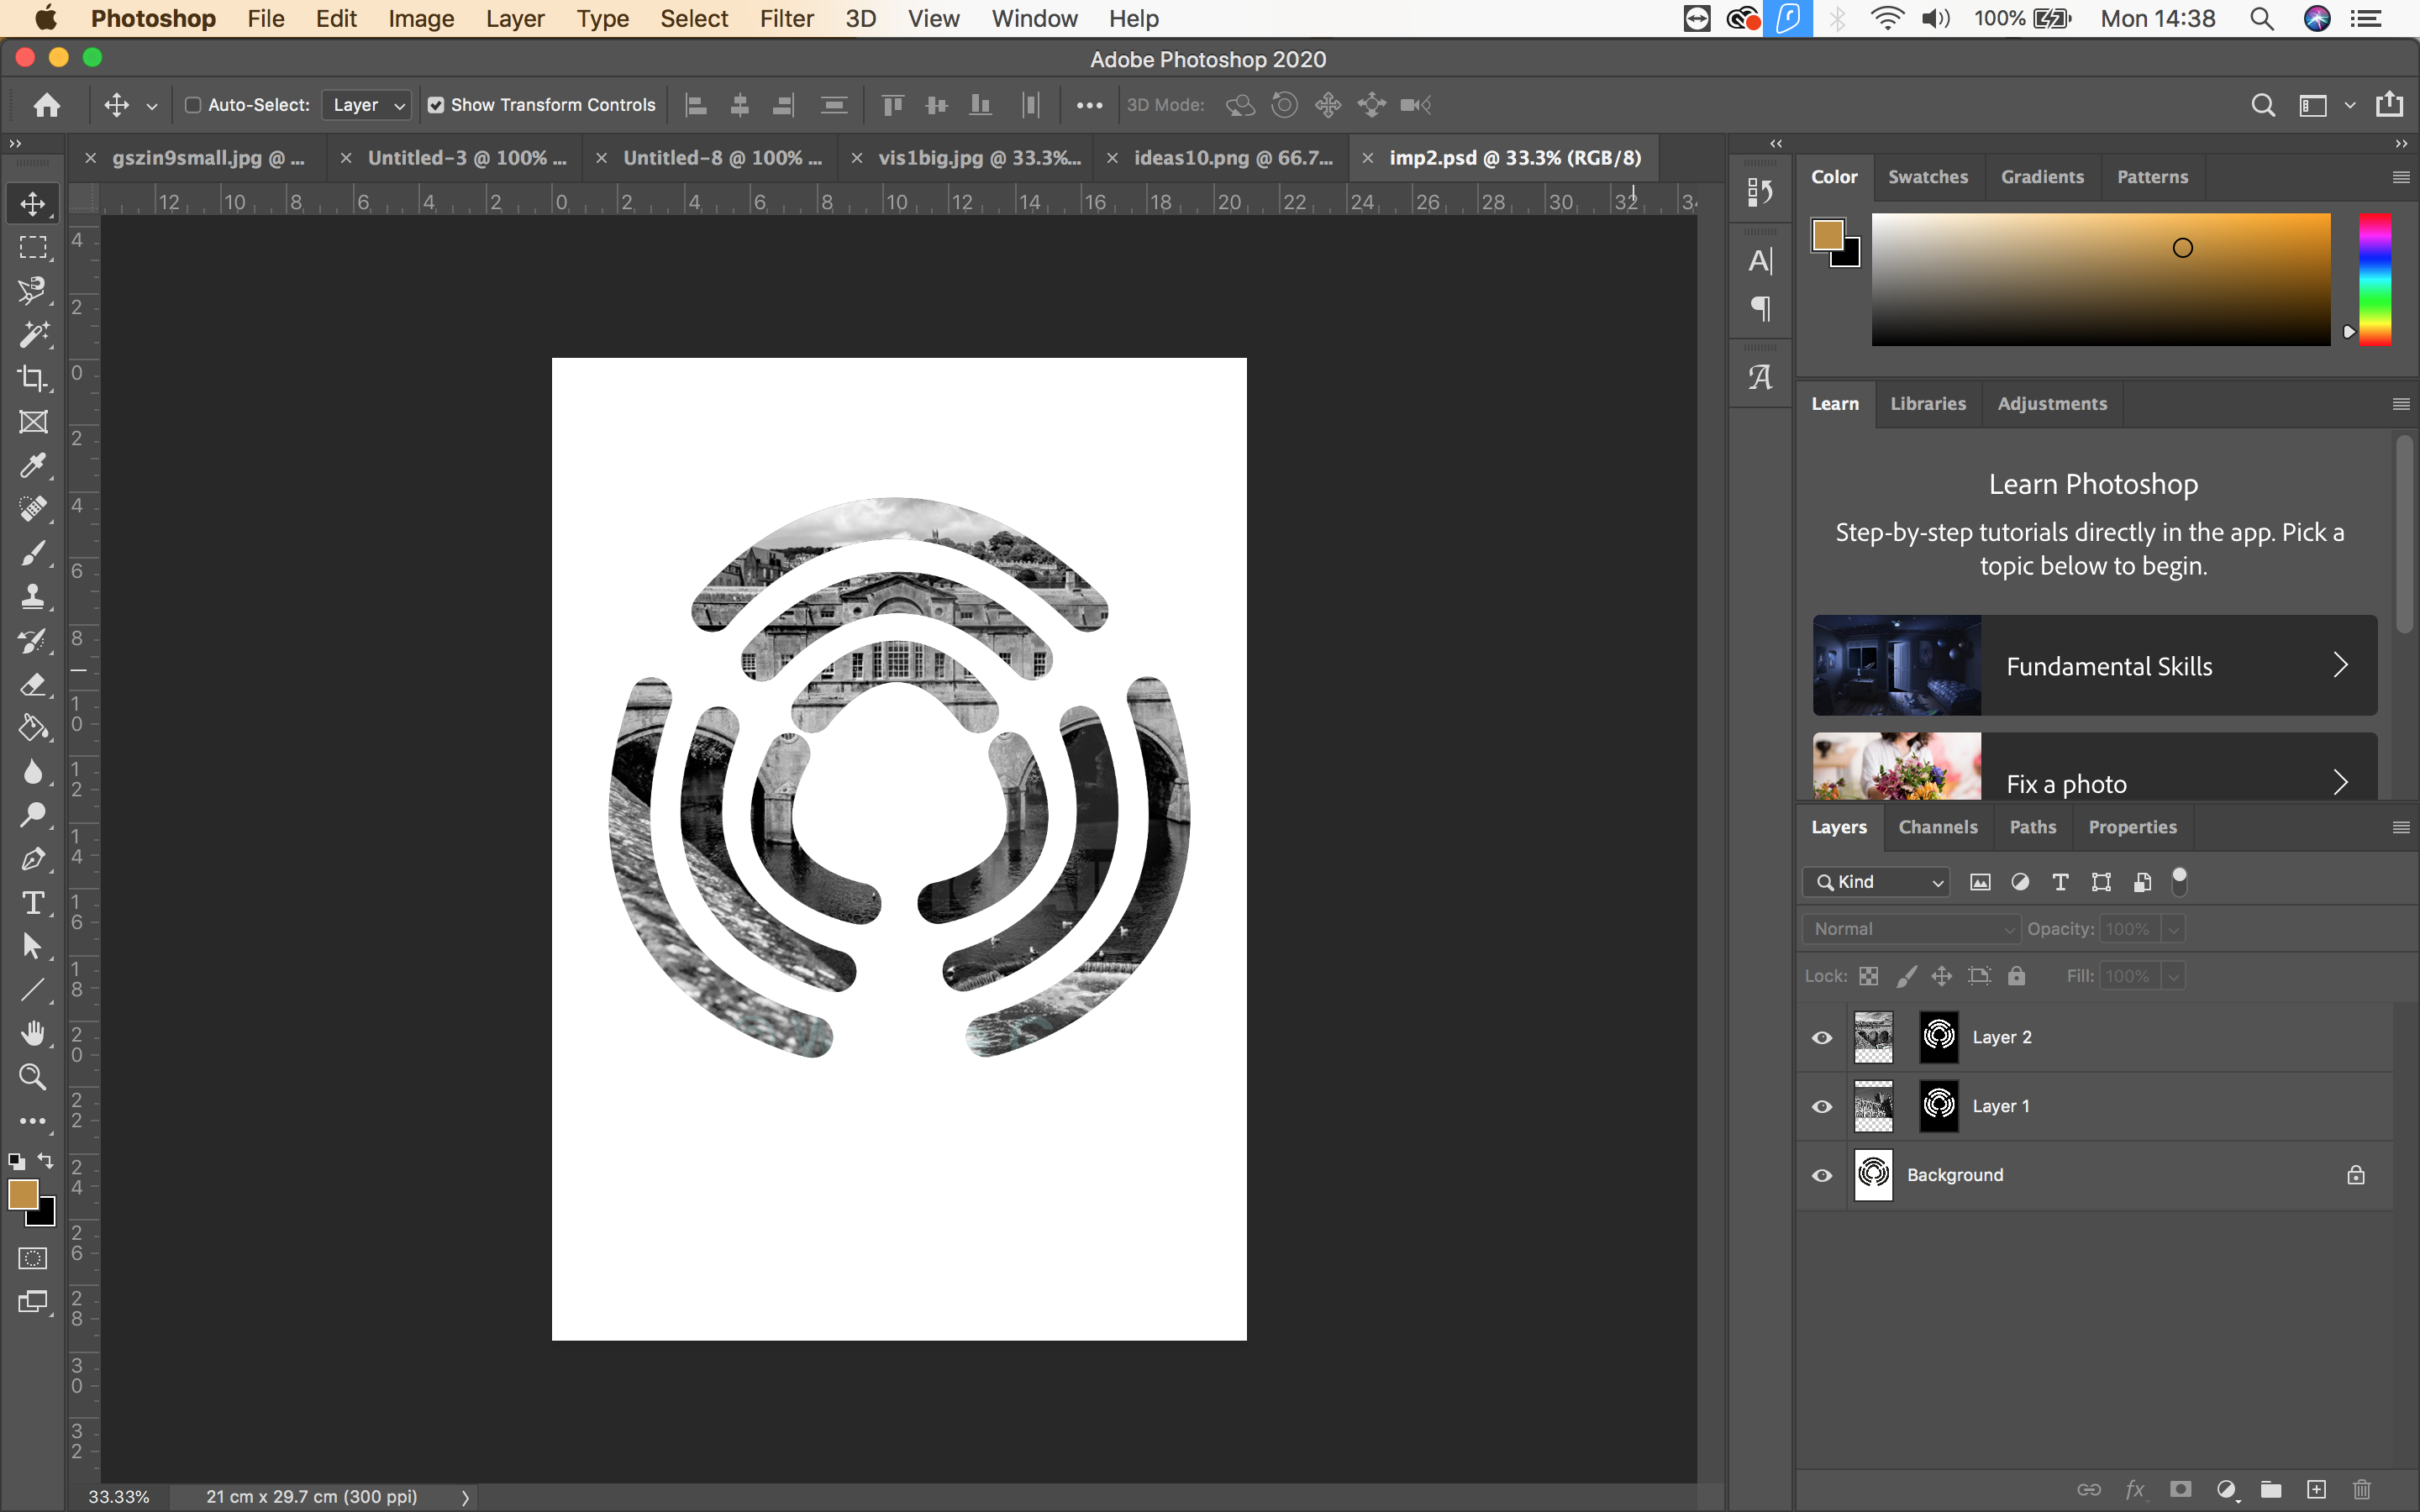 Photoshop File Edit Image Layer Type Select Filter 3D View Window Help 100% Mon 14:38
Adobe Photoshop 2020
Auto-Select: Layer Show Transform Controls 3D Mode:
gszin9small.jpg @ ... Untitled-3 @ 100% ... Untitled-8 @ 100% ... vis1big.jpg @ 33.3%... ideas10.png @ 66.7... imp2.psd @ 33.3% (RGB/8)
12 10 8 6 4 2 0 2 4 6 8 10 12 14 16 18 20 22 24 26 28 30 32 34
4
2
0
2
4
6
8
10
12
14
16
18
20
22
24
26
28
30
32
Color Swatches Gradients Patterns
Learn Libraries Adjustments
Learn Photoshop
Step-by-step tutorials directly in the app. Pick a
topic below to begin.
Fundamental Skills
Fix a photo
Layers Channels Paths Properties
Kind
Normal Opacity: 100%
Lock: Fill: 100%
Layer 2
Layer 1
Background
fx
33.33% 21 cm x 29.7 cm (300 ppi)